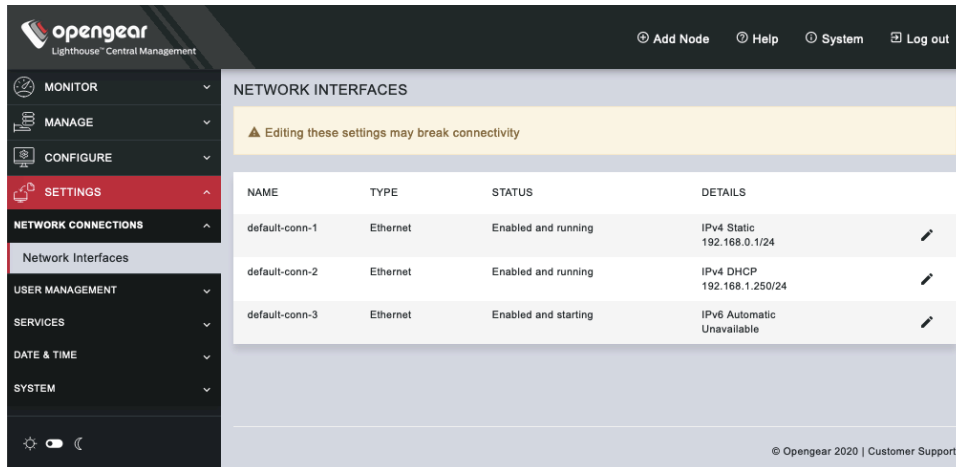 opengear
Lighthouse™ Central Management
Add Node
Help
System
Log out
MONITOR
MANAGE
CONFIGURE
SETTINGS
NETWORK CONNECTIONS
Network Interfaces
USER MANAGEMENT
SERVICES
DATE & TIME
SYSTEM
NETWORK INTERFACES
Editing these settings may break connectivity
NAME TYPE STATUS DETAILS
default-conn-1 Ethernet Enabled and running IPv4 Static
192.168.0.1/24
default-conn-2 Ethernet Enabled and running IPv4 DHCP
192.168.1.250/24
default-conn-3 Ethernet Enabled and starting IPv6 Automatic
Unavailable
© Opengear 2020 | Customer Support